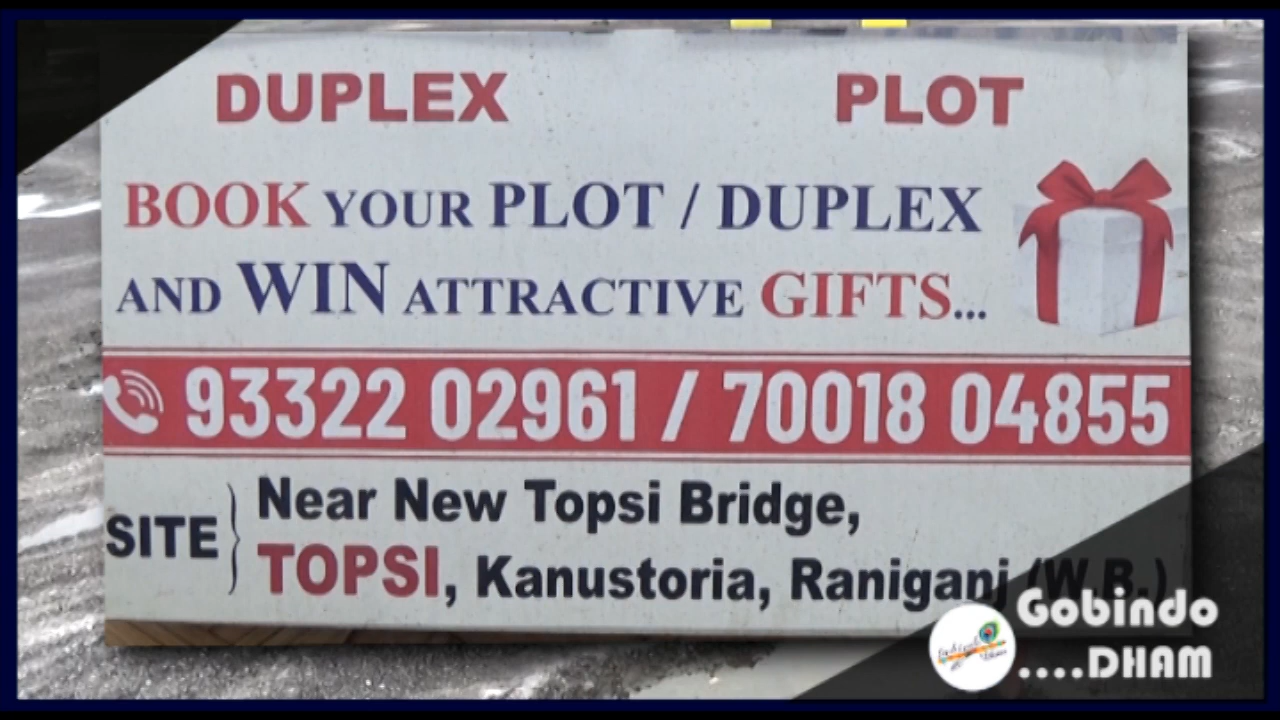 DUPLEX PLOT
BOOK YOUR PLOT / DUPLEX
AND WIN ATTRACTIVE GIFTS...
93322 02961 / 70018 04855
SITE } Near New Topsi Bridge,
TOPSI, Kanustoria, Raniganj (W.B.)
Gobindo
....DHAM